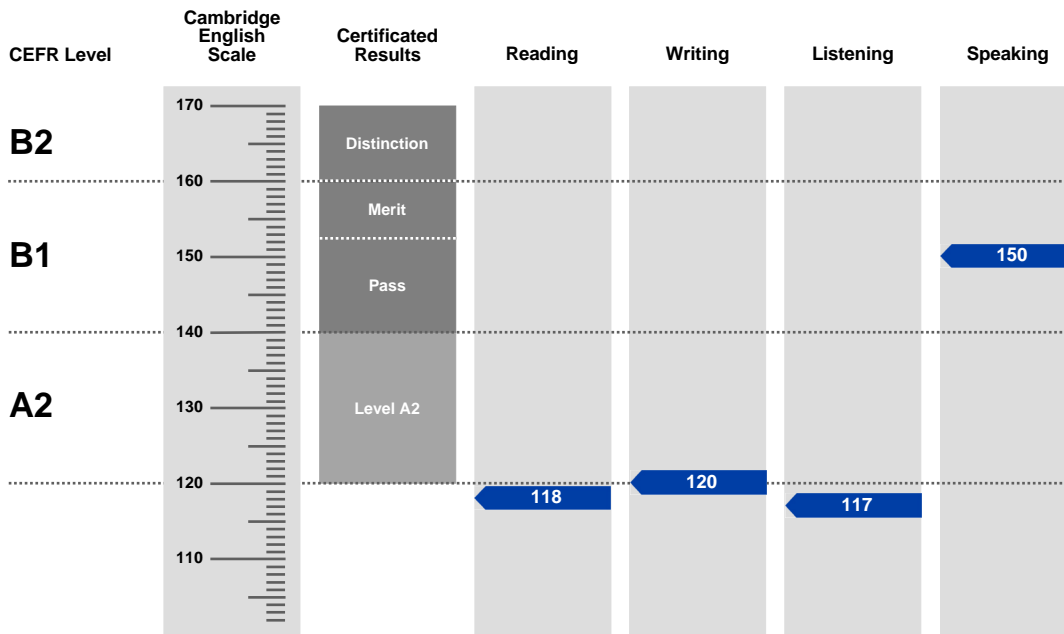 CEFR Level
Cambridge
English
Scale
Certificated
Results
Reading
Writing
Listening
Speaking
170
B2
Distinction
160
Merit
B1
150
150
Pass
140
A2
130
Level A2
120
120
118
117
110